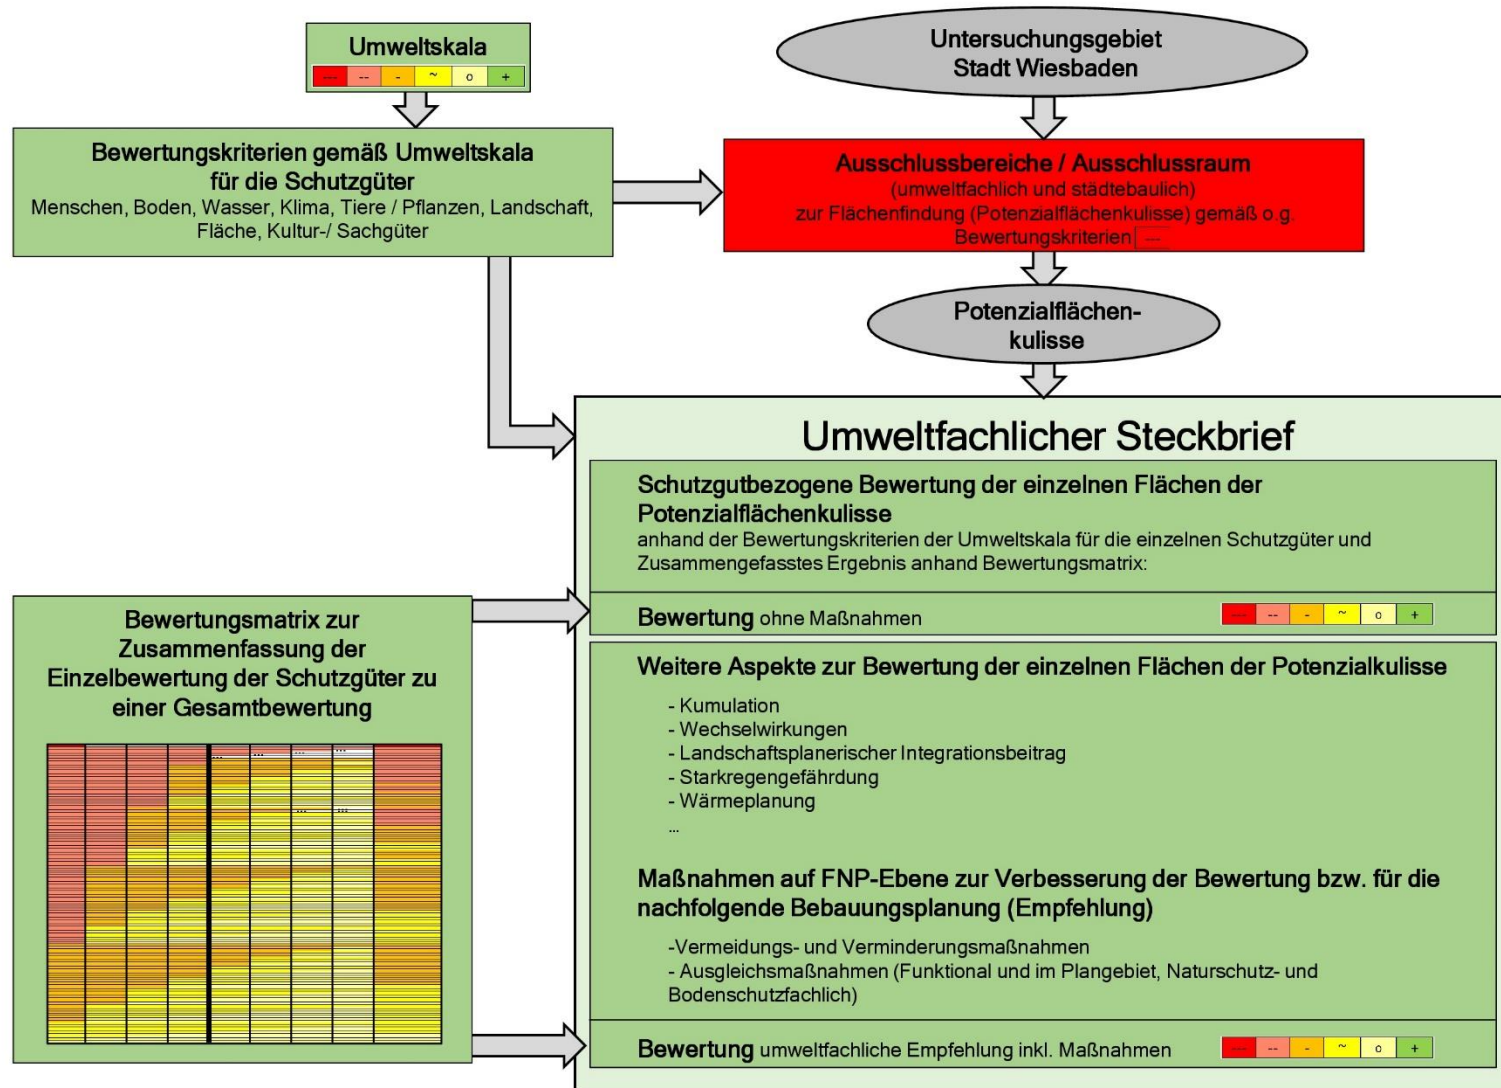 Umweltskala
--- -- - ~ o +
Untersuchungsgebiet
Stadt Wiesbaden
Bewertungskriterien gemäß Umweltskala
für die Schutzgüter
Menschen, Boden, Wasser, Klima, Tiere / Pflanzen, Landschaft,
Fläche, Kultur-/ Sachgüter
Ausschlussbereiche / Ausschlussraum
(umweltfachlich und städtebaulich)
zur Flächenfindung (Potenzialflächenkulisse) gemäß o.g.
Bewertungskriterien ---
Potenzialflächen-
kulisse
Umweltfachlicher Steckbrief
Schutzgutbezogene Bewertung der einzelnen Flächen der
Potenzialflächenkulisse
anhand der Bewertungskriterien der Umweltskala für die einzelnen Schutzgüter und
Zusammengefasstes Ergebnis anhand Bewertungsmatrix:
Bewertung ohne Maßnahmen --- -- - ~ o +
Bewertungsmatrix zur
Zusammenfassung der
Einzelbewertung der Schutzgüter zu
einer Gesamtbewertung
... ... ... ...
... ...
Weitere Aspekte zur Bewertung der einzelnen Flächen der Potenzialkulisse
- Kumulation
- Wechselwirkungen
- Landschaftsplanerischer Integrationsbeitrag
- Starkregengefährdung
- Wärmeplanung
...
Maßnahmen auf FNP-Ebene zur Verbesserung der Bewertung bzw. für die
nachfolgende Bebauungsplanung (Empfehlung)
-Vermeidungs- und Verminderungsmaßnahmen
- Ausgleichsmaßnahmen (Funktional und im Plangebiet, Naturschutz- und
Bodenschutzfachlich)
Bewertung umweltfachliche Empfehlung inkl. Maßnahmen --- -- - ~ o +